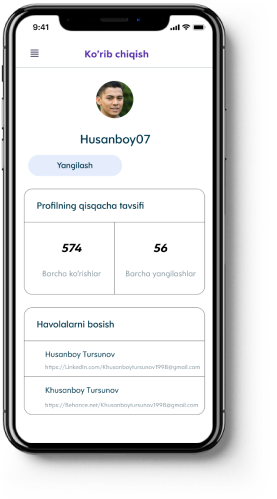 9:41
Ko'rib chiqish
Husanboy07
Yangilash
Profilning qisqacha tavsifi
574 56
Barcha ko'rishlar Barcha yangilashlar
Havolalarni bosish
Husanboy Tursunov
https://Linkedin.com/Khusanboytursunov1998@gmail.com
Khusanboy Tursunov
https://Behance.net/Khusanboytursunov1998@gmail.com